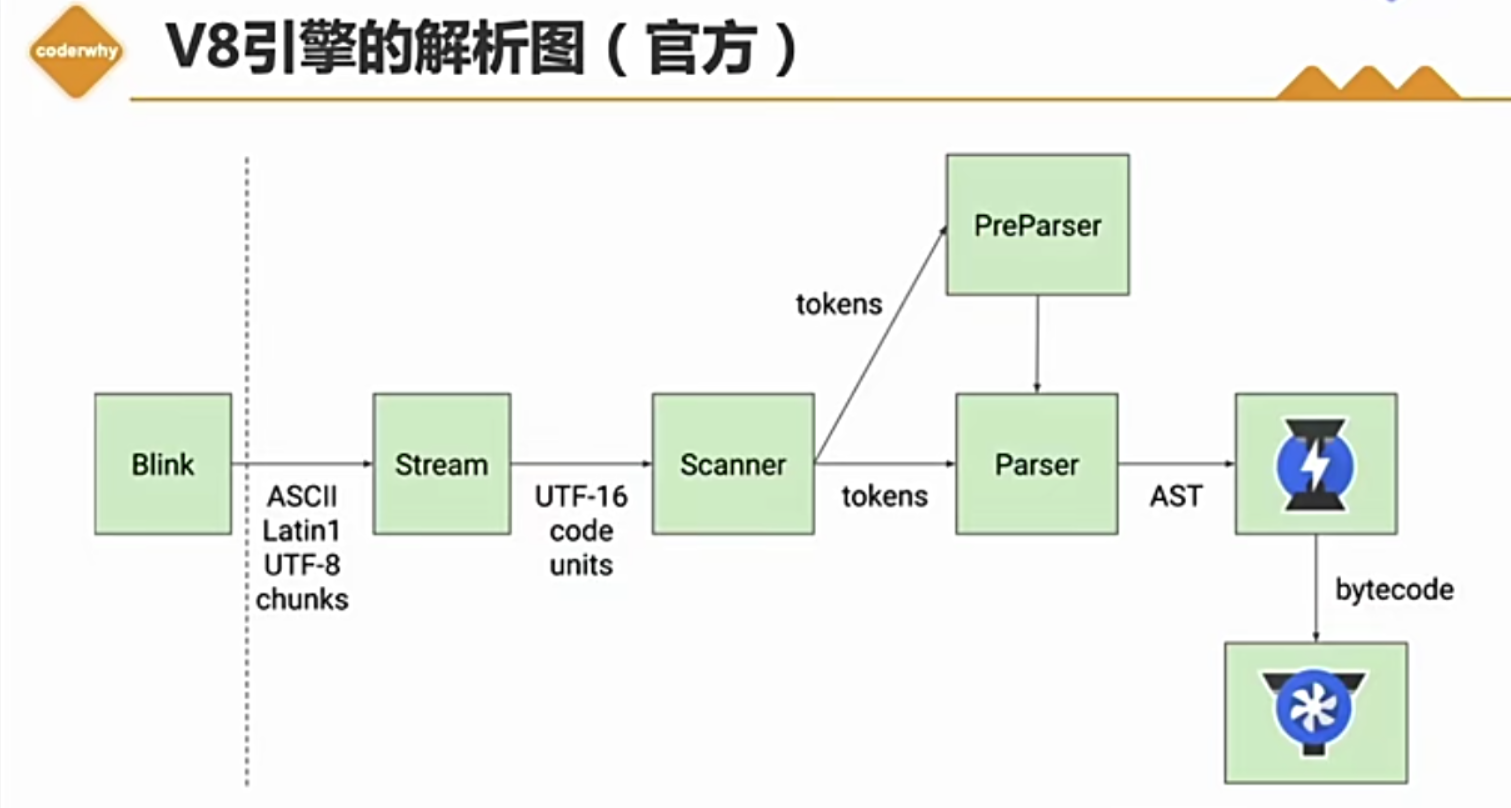 coderwhy
V8引擎的解析图（官方）
PreParser
tokens
Blink
Stream
Scanner
Parser
ASCII
Latin1
UTF-8
chunks
UTF-16
code
units
tokens
AST
bytecode